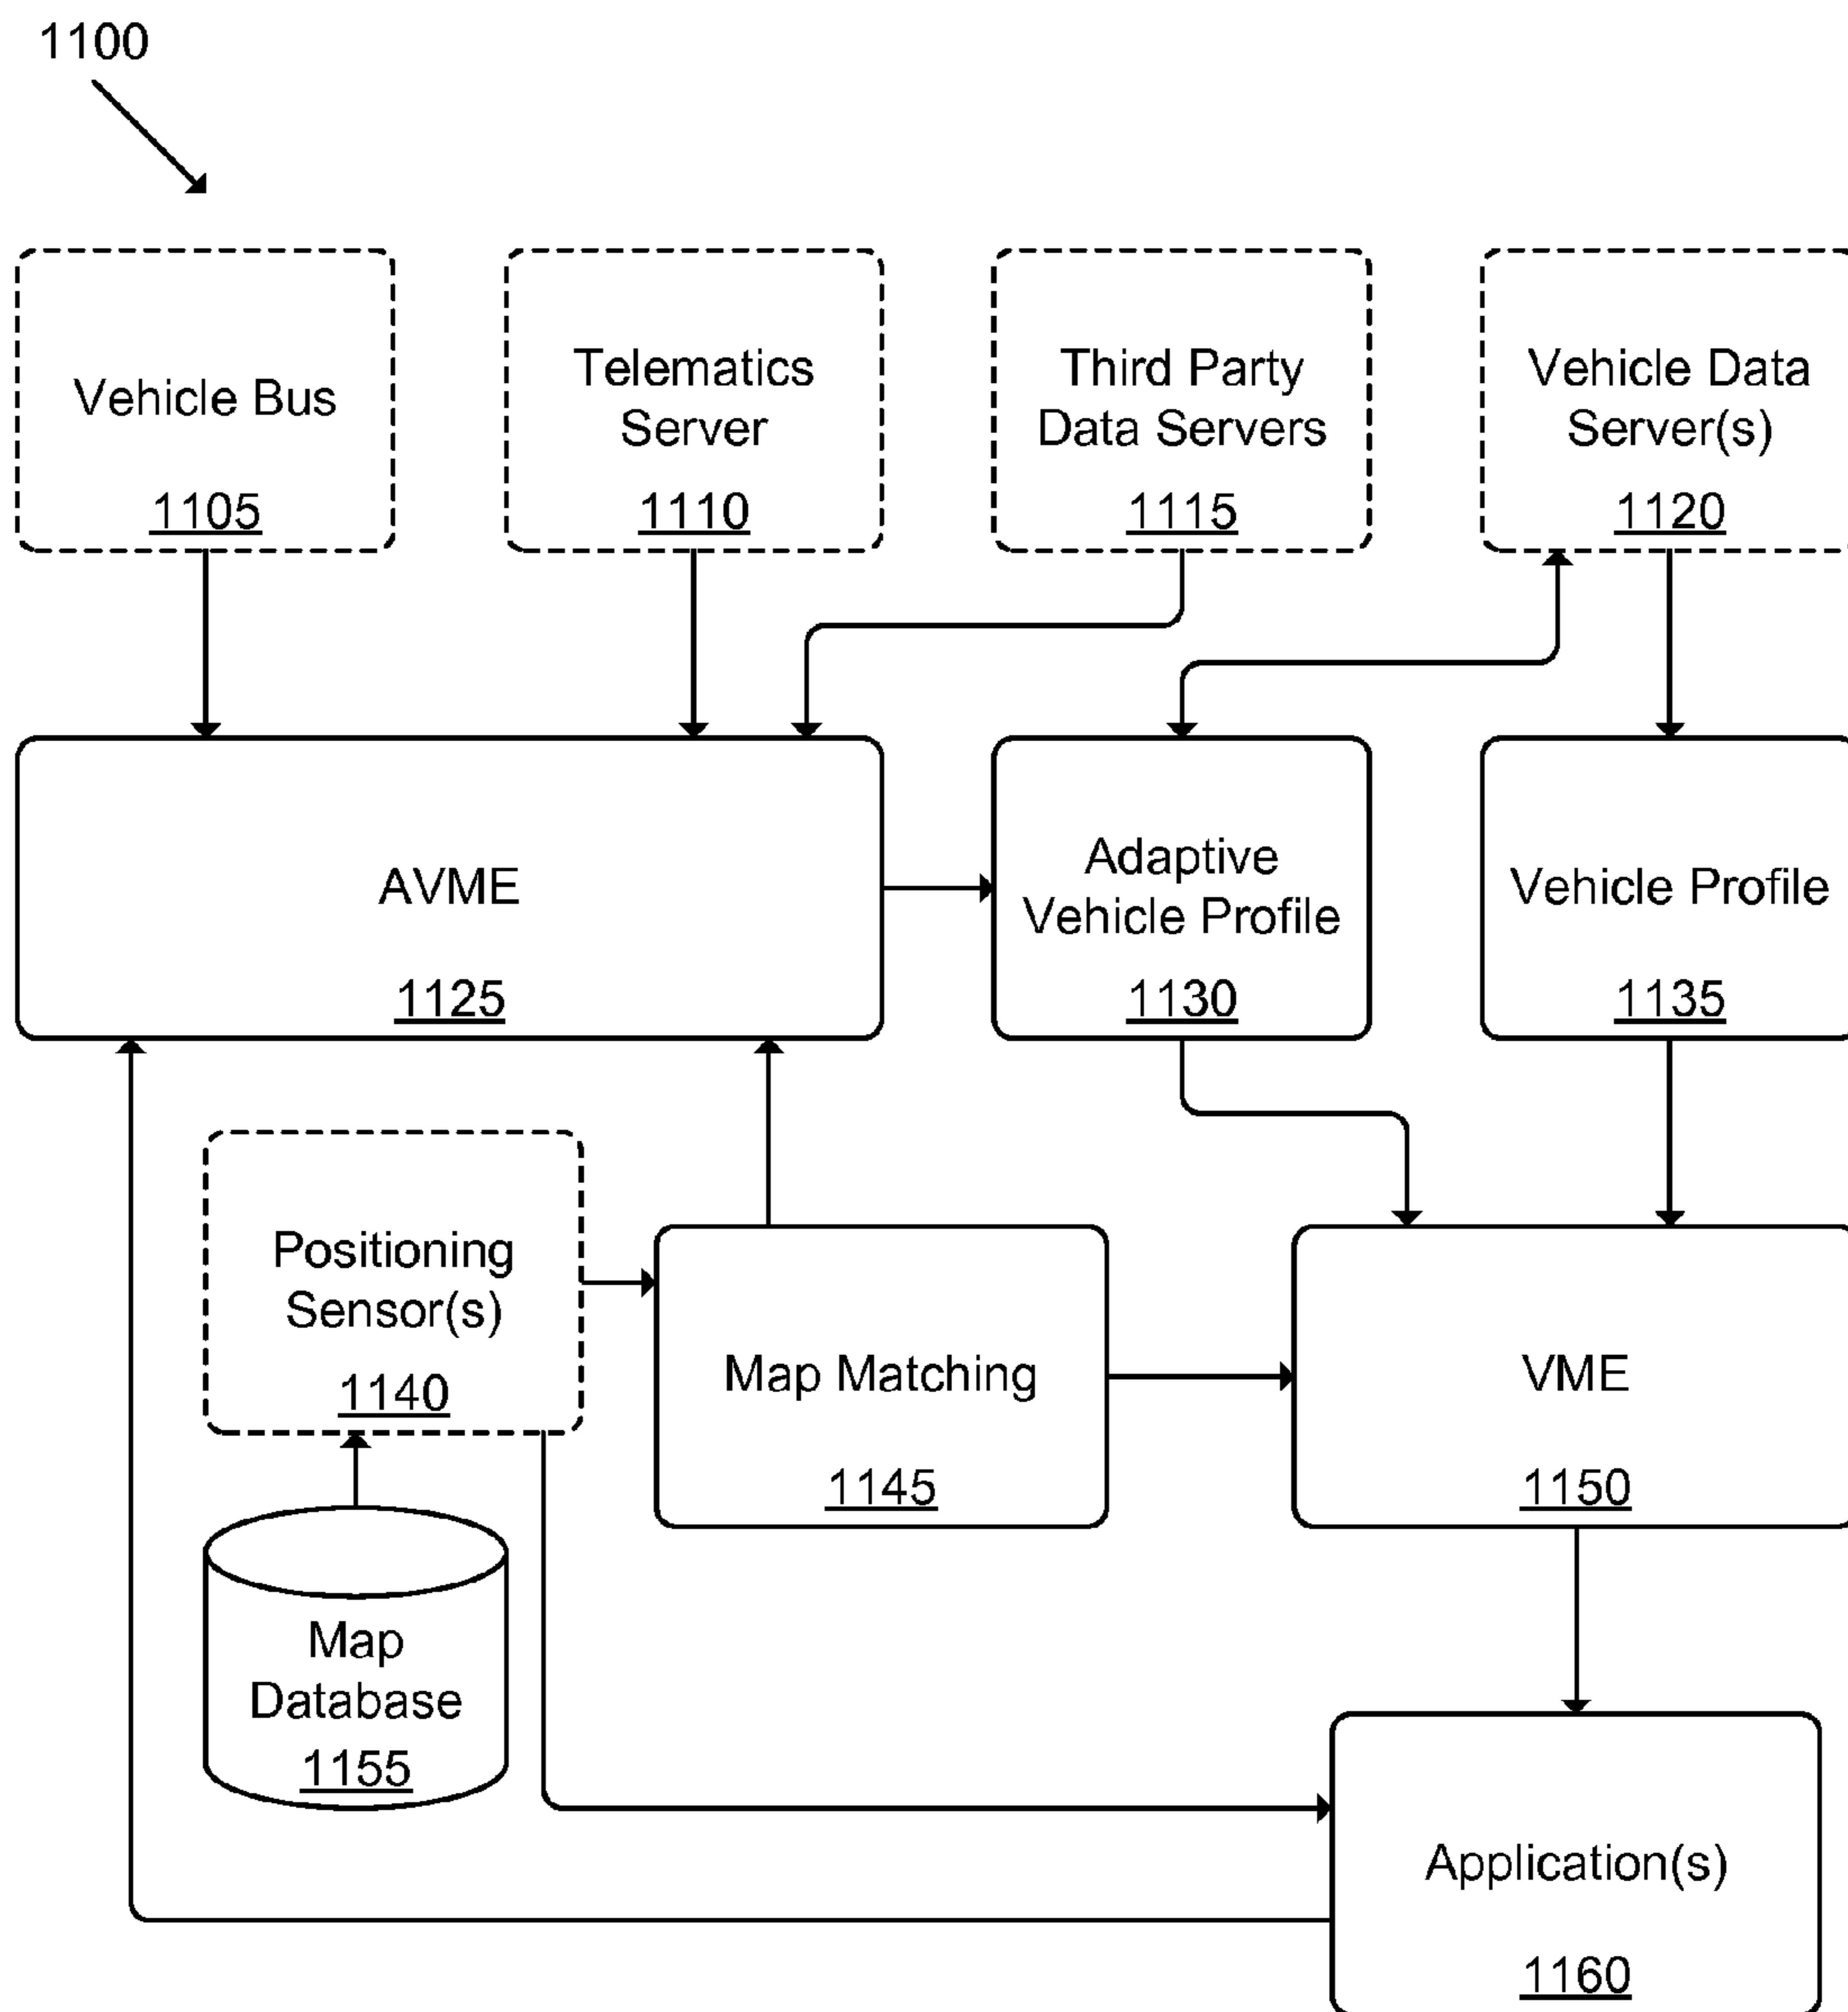 1100
Vehicle Bus
1105
Telematics
Server
1110
Third Party
Data Servers
1115
Vehicle Data
Server(s)
1120
AVME
1125
Adaptive
Vehicle Profile
1130
Vehicle Profile
1135
Positioning
Sensor(s)
1140
Map Matching
1145
VME
1150
Map
Database
1155
Application(s)
1160